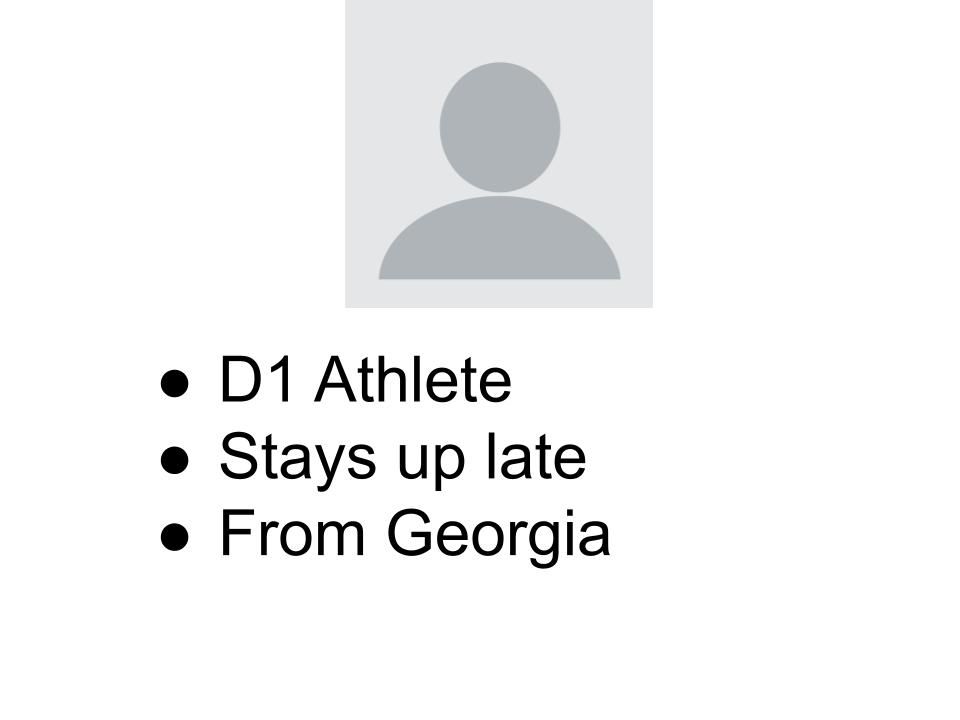 ● D1 Athlete
● Stays up late
● From Georgia